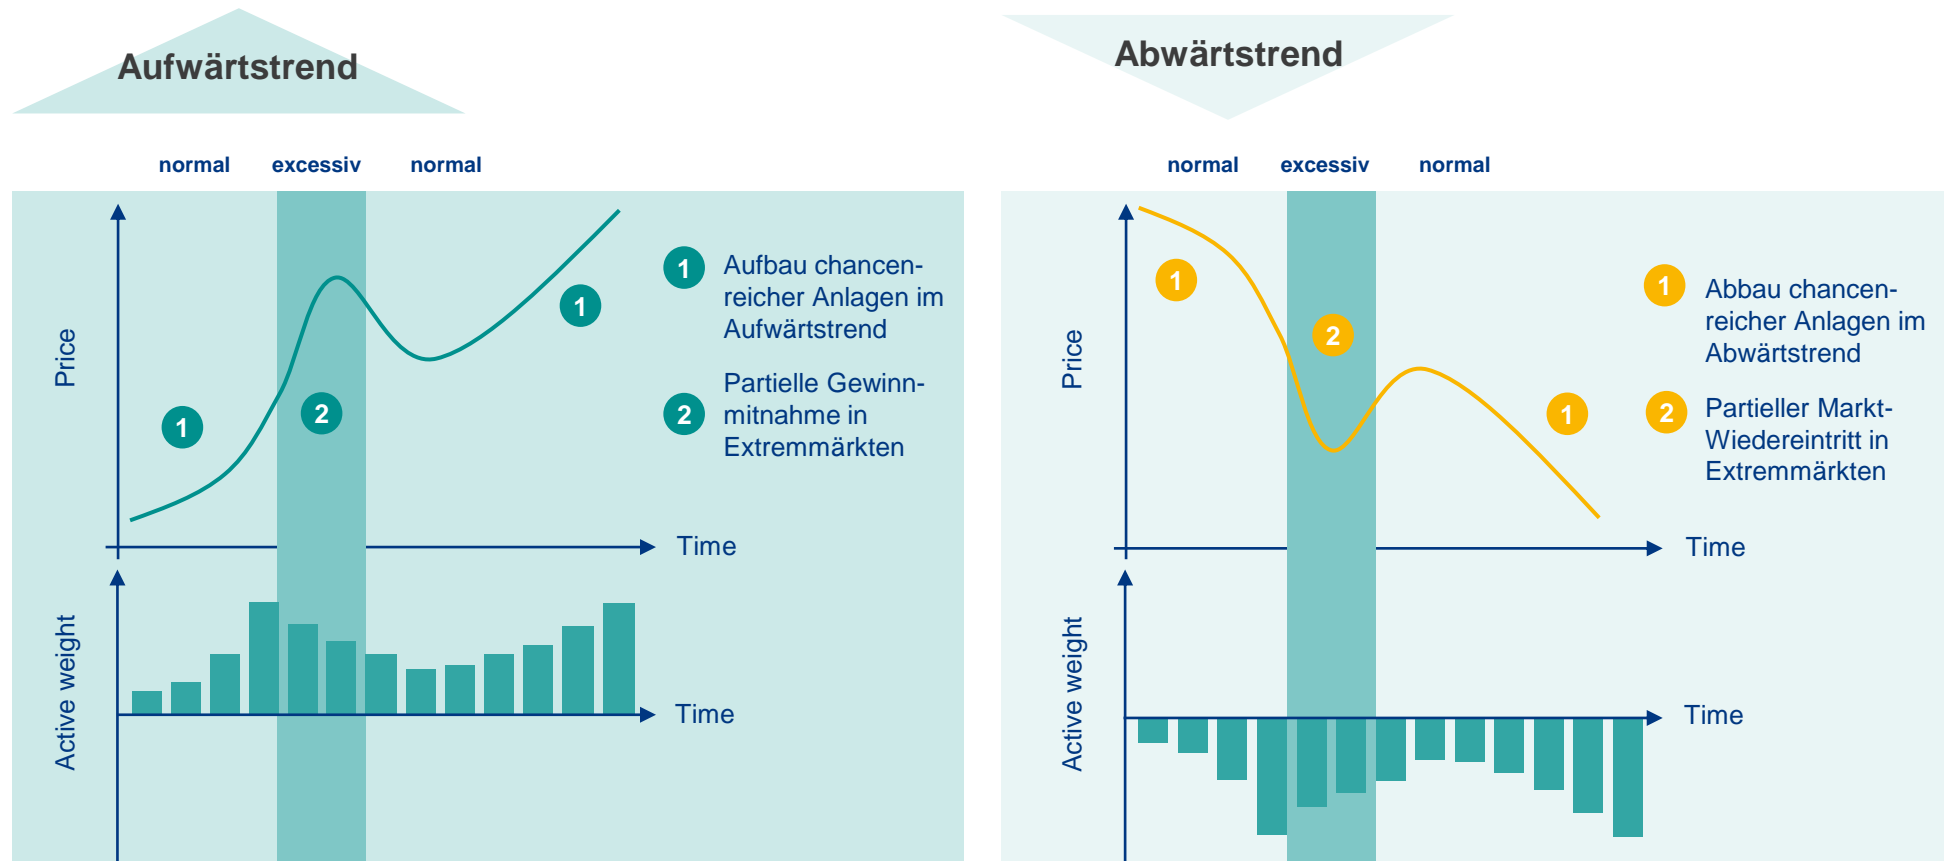 Aufwärtstrend
normal
excessiv
normal
Price
1
2
1
1
Aufbau chancen-
reicher Anlagen im
Aufwärtstrend
2
Partielle Gewinn-
mitnahme in
Extremmärkten
Time
Active weight
Time
Abwärtstrend
normal
excessiv
normal
Price
1
2
1
1
Abbau chancen-
reicher Anlagen im
Abwärtstrend
2
Partieller Markt-
Wiedereintritt in
Extremmärkten
Time
Active weight
Time